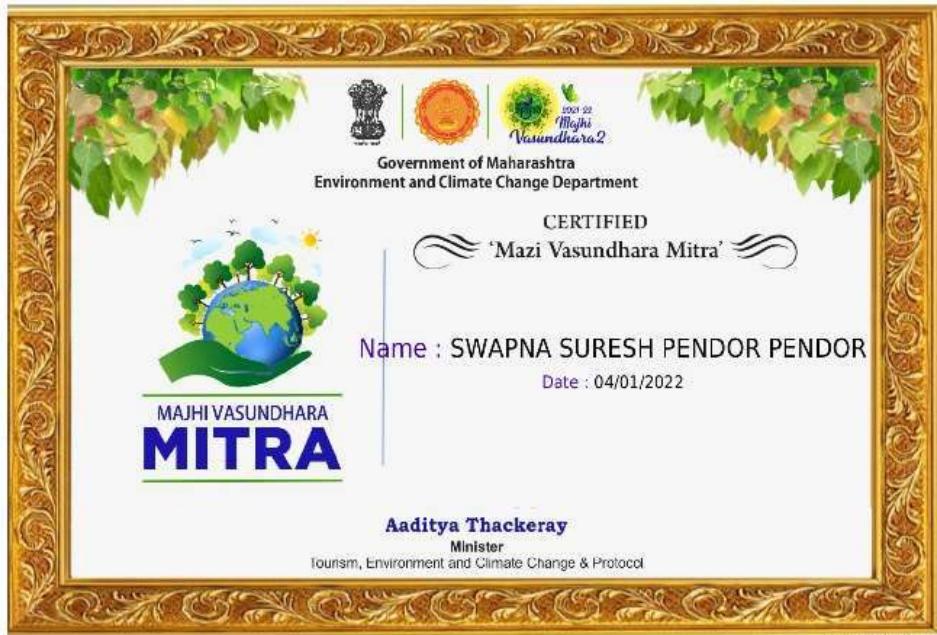 2021-22
Majhi
Vasundhara2
Government of Maharashtra
Environment and Climate Change Department
CERTIFIED
‘Mazi Vasundhara Mitra’
Name : SWAPNA SURESH PENDOR PENDOR
Date : 04/01/2022
MAJHI VASUNDHARA
MITRA
Aaditya Thackeray
Minister
Tourism, Environment and Climate Change & Protocol